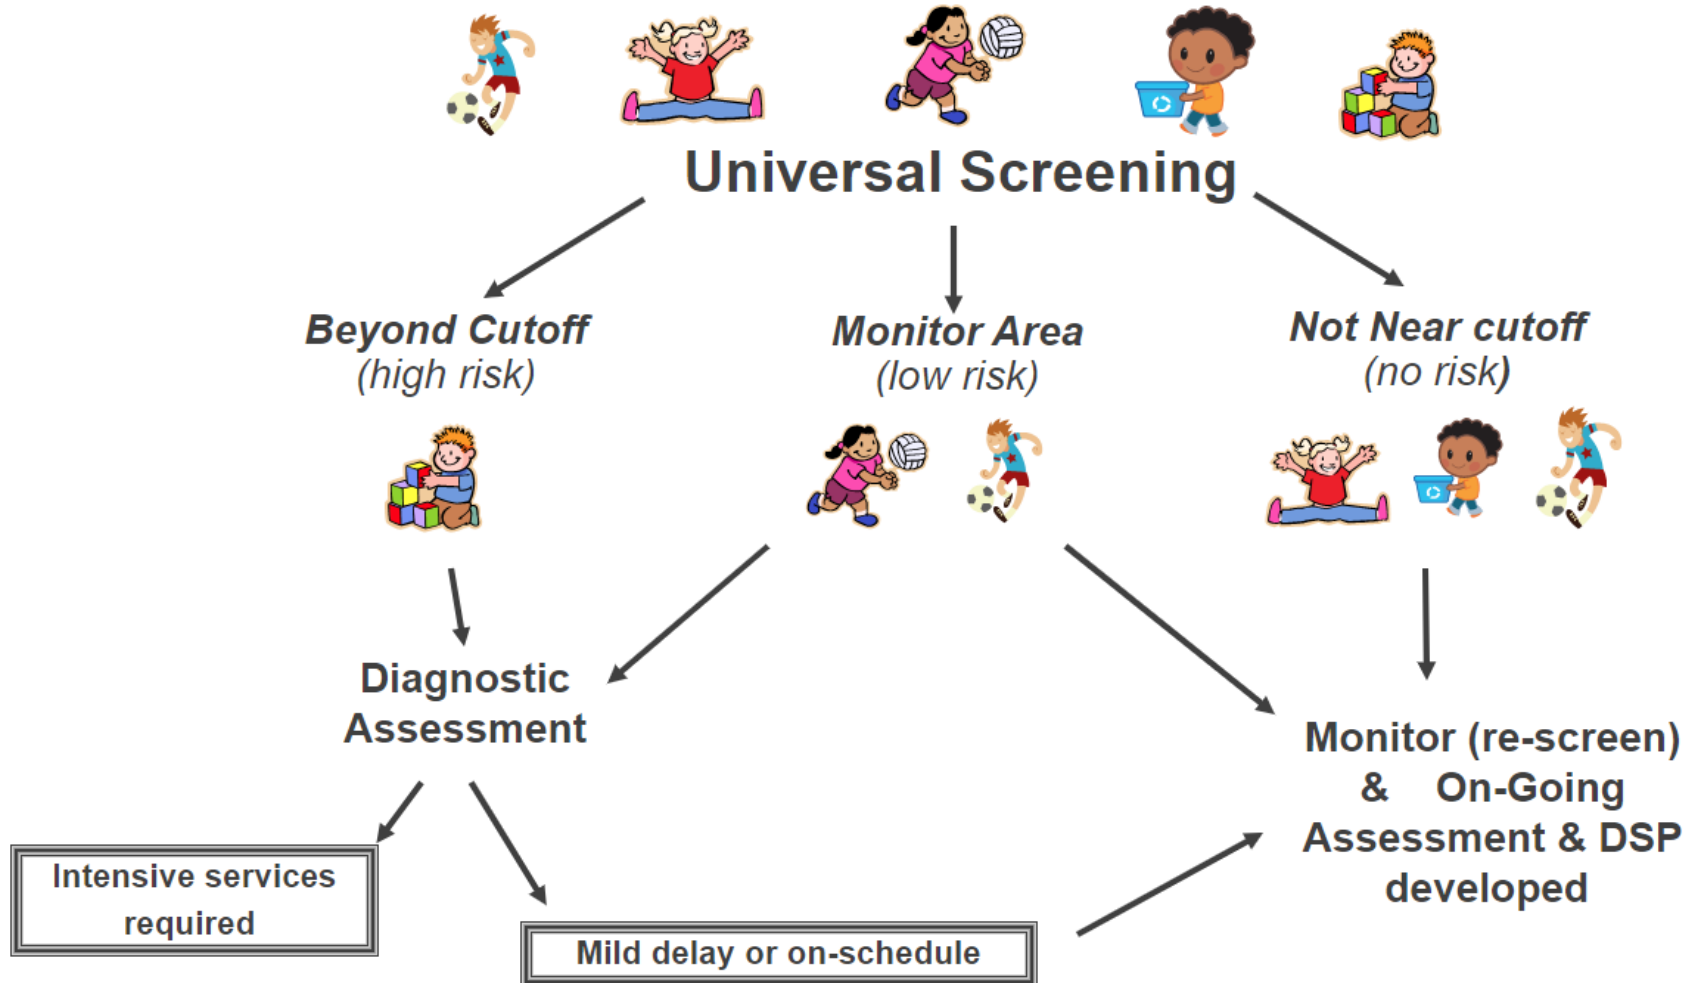 Universal Screening
Beyond Cutoff
(high risk)
Monitor Area
(low risk)
Not Near cutoff
(no risk)
Diagnostic
Assessment
Monitor (re-screen)
& On-Going
Assessment & DSP
developed
Intensive services
required
Mild delay or on-schedule